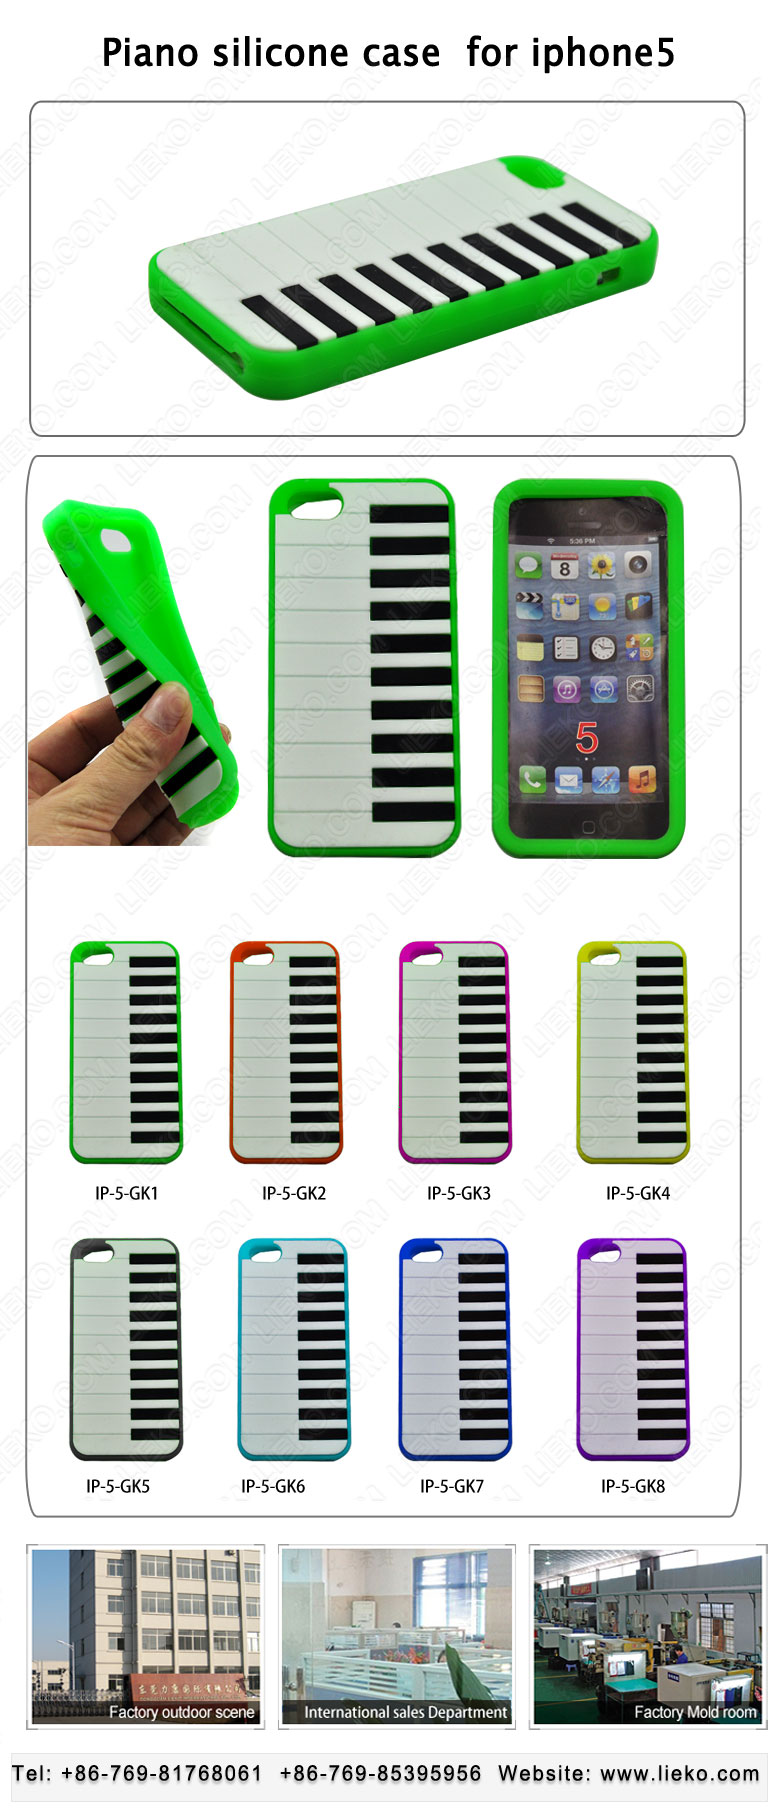 Piano silicone case for iphone5
5:36 PM
8
5
IP-5-GK1 IP-5-GK2 IP-5-GK3 IP-5-GK4
IP-5-GK5 IP-5-GK6 IP-5-GK7 IP-5-GK8
Factory outdoor scene International sales Department Factory Mold room
Tel: +86-769-81768061 +86-769-85395956 Website: www.lieko.com
LIEKO.COM